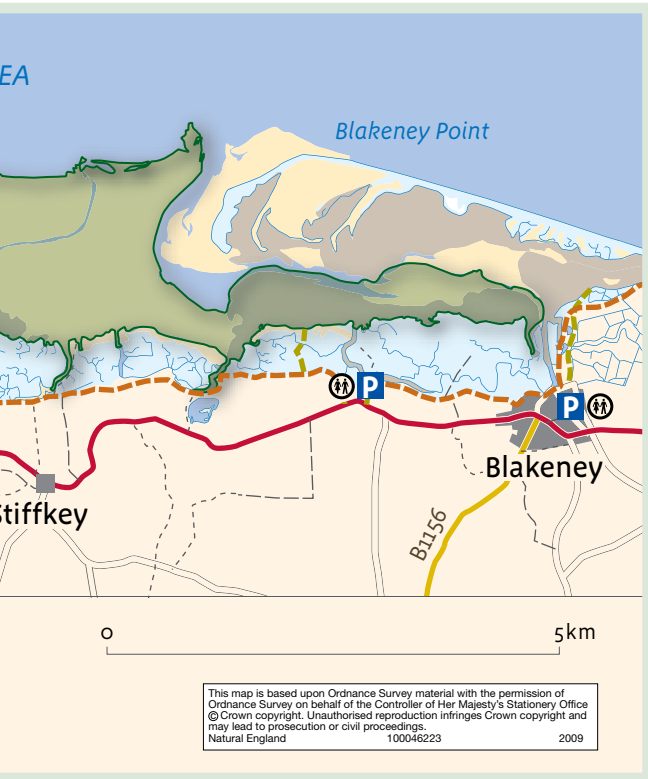 EA
Blakeney Point
P
P
Blakeney
Stiffkey
B1156
0 5km
This map is based upon Ordnance Survey material with the permission of
Ordnance Survey on behalf of the Controller of Her Majesty's Stationery Office
© Crown copyright. Unauthorised reproduction infringes Crown copyright and
may lead to prosecution or civil proceedings.
Natural England 100046223 2009